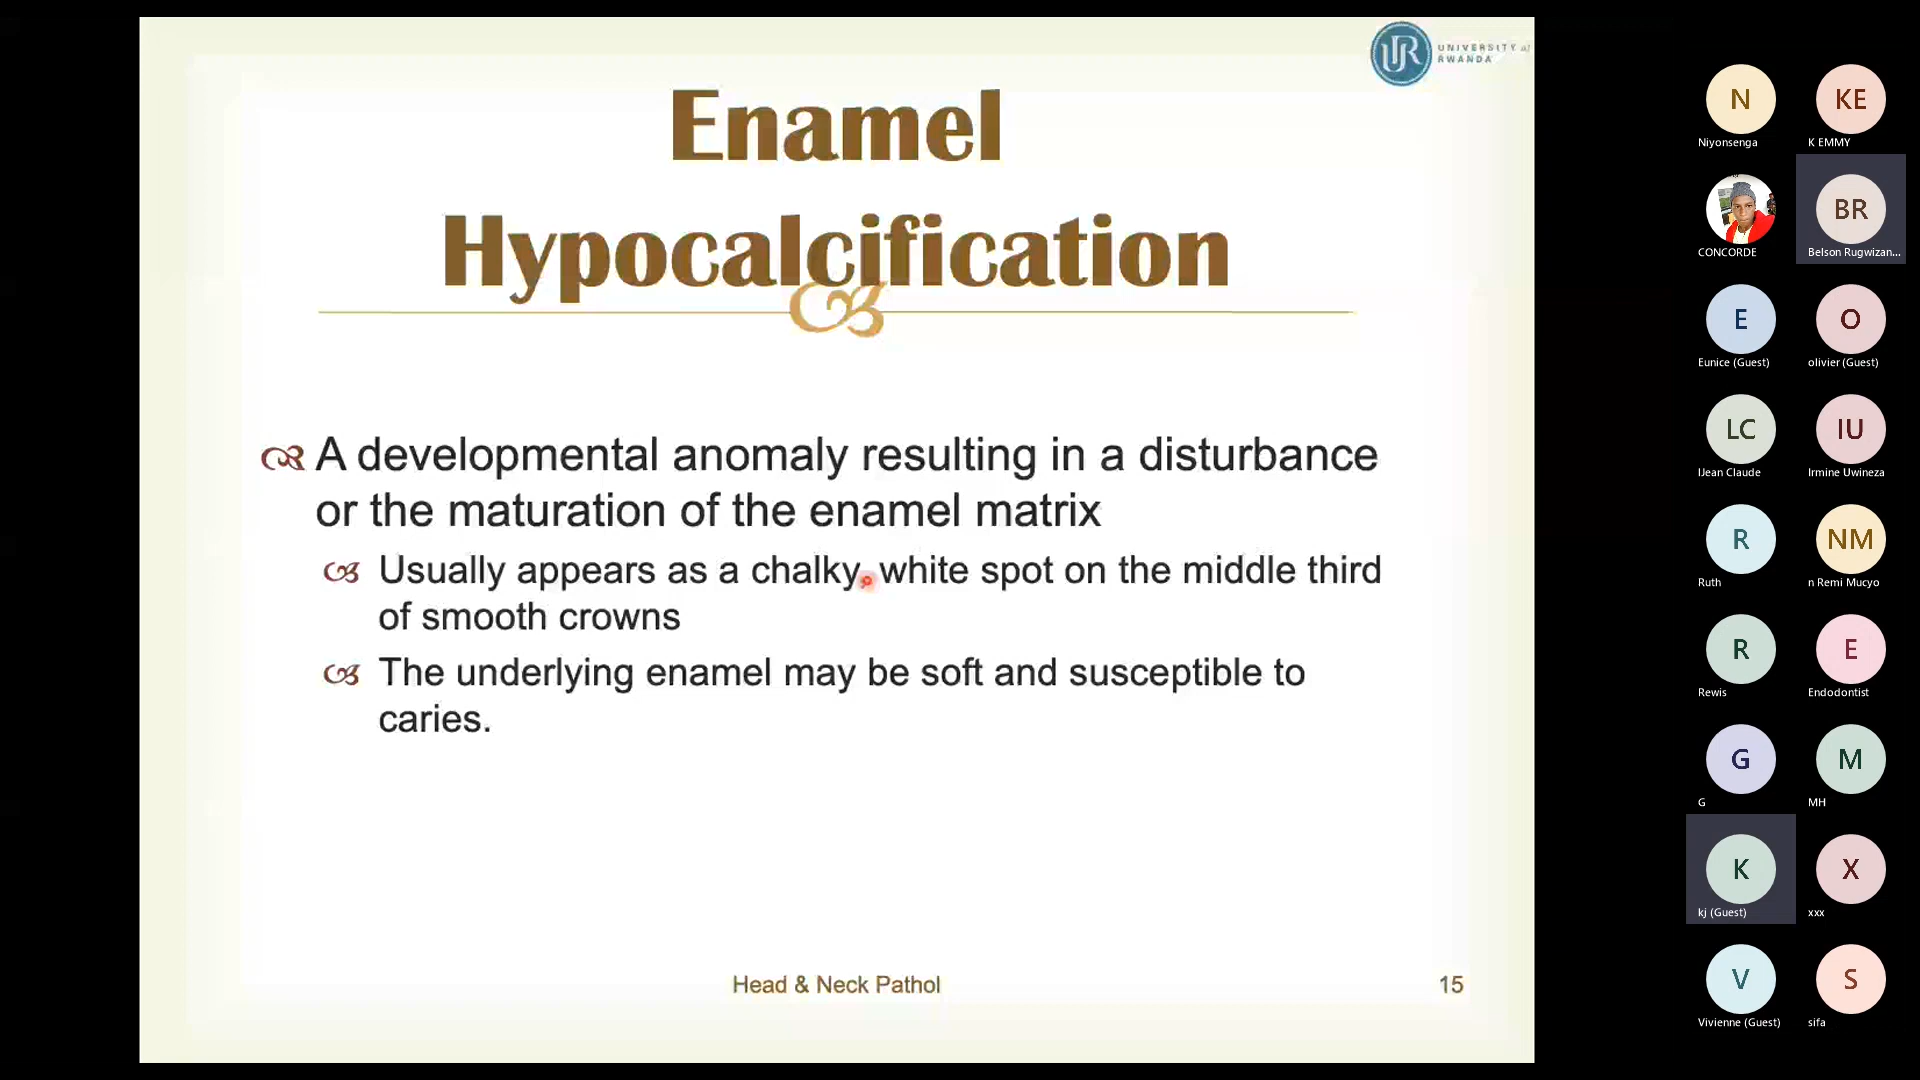 UNIVERSITY of
RWANDA
Enamel
Hypocalcification
A developmental anomaly resulting in a disturbance
or the maturation of the enamel matrix
Usually appears as a chalky, white spot on the middle third
of smooth crowns
The underlying enamel may be soft and susceptible to
caries.
Head & Neck Pathol
15
N
Niyonsenga
KE
K EMMY
CONCORDE
BR
Belson Rugwizan...
E
Eunice (Guest)
O
olivier (Guest)
LC
IJean Claude
IU
Irmine Uwineza
R
Ruth
NM
n Remi Mucyo
R
Rewis
E
Endodontist
G
G
M
MH
K
kj (Guest)
X
xxx
V
Vivienne (Guest)
S
sifa